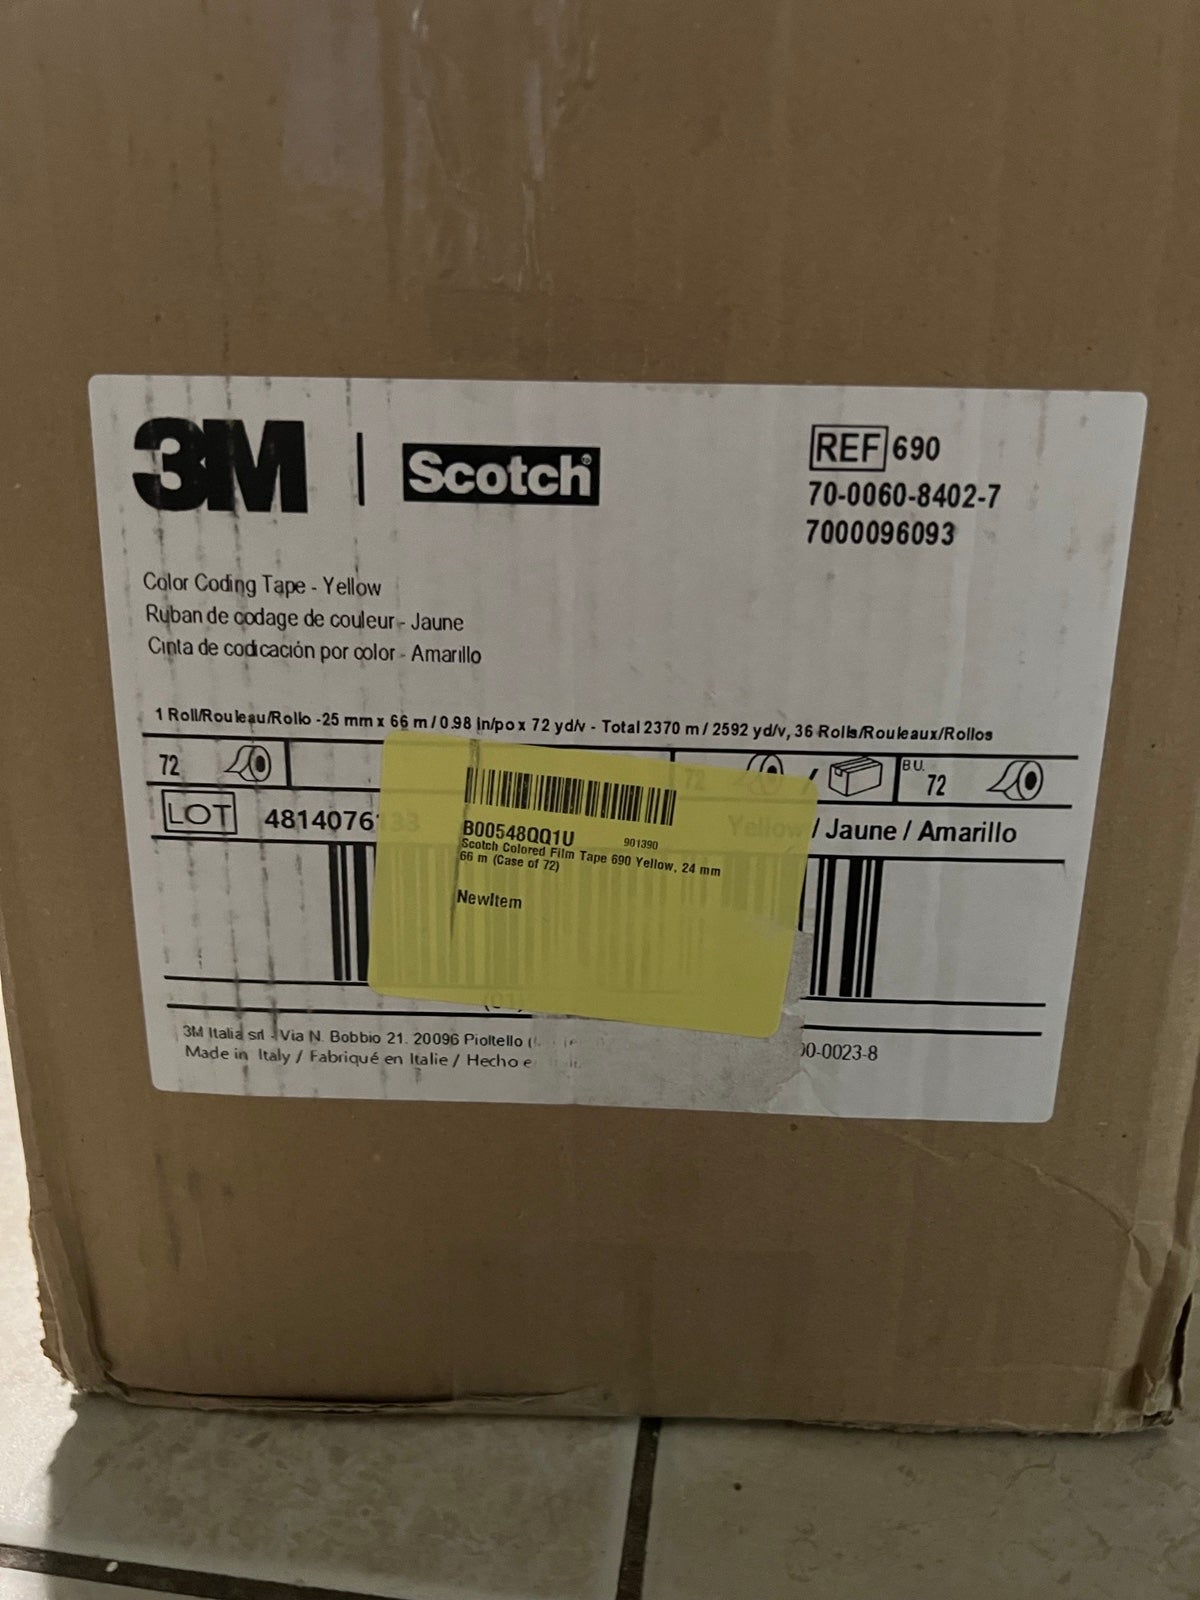 3M Scotch®
REF 690
70-0060-8402-7
7000096093
Color Coding Tape - Yellow
Ruban de codage de couleur - Jaune
Cinta de codicación por color - Amarillo
1 Roll/Rouleau/Rollo -25 mm x 66 m / 0.98 in/po x 72 yd/v - Total 2370 m / 2592 yd/v, 36 Rolls/Rouleaux/Rollos
72 72 / B.U. 72
LOT 4814076133 Yellow / Jaune / Amarillo
B00548QQ1U 901390
Scotch Colored Film Tape 690 Yellow, 24 mm
66 m (Case of 72)
NewItem
3M Italia srl - Via N. Bobbio 21. 20096 Pioltello
00-0023-8
Made in Italy / Fabriqué en Italie / Hecho e